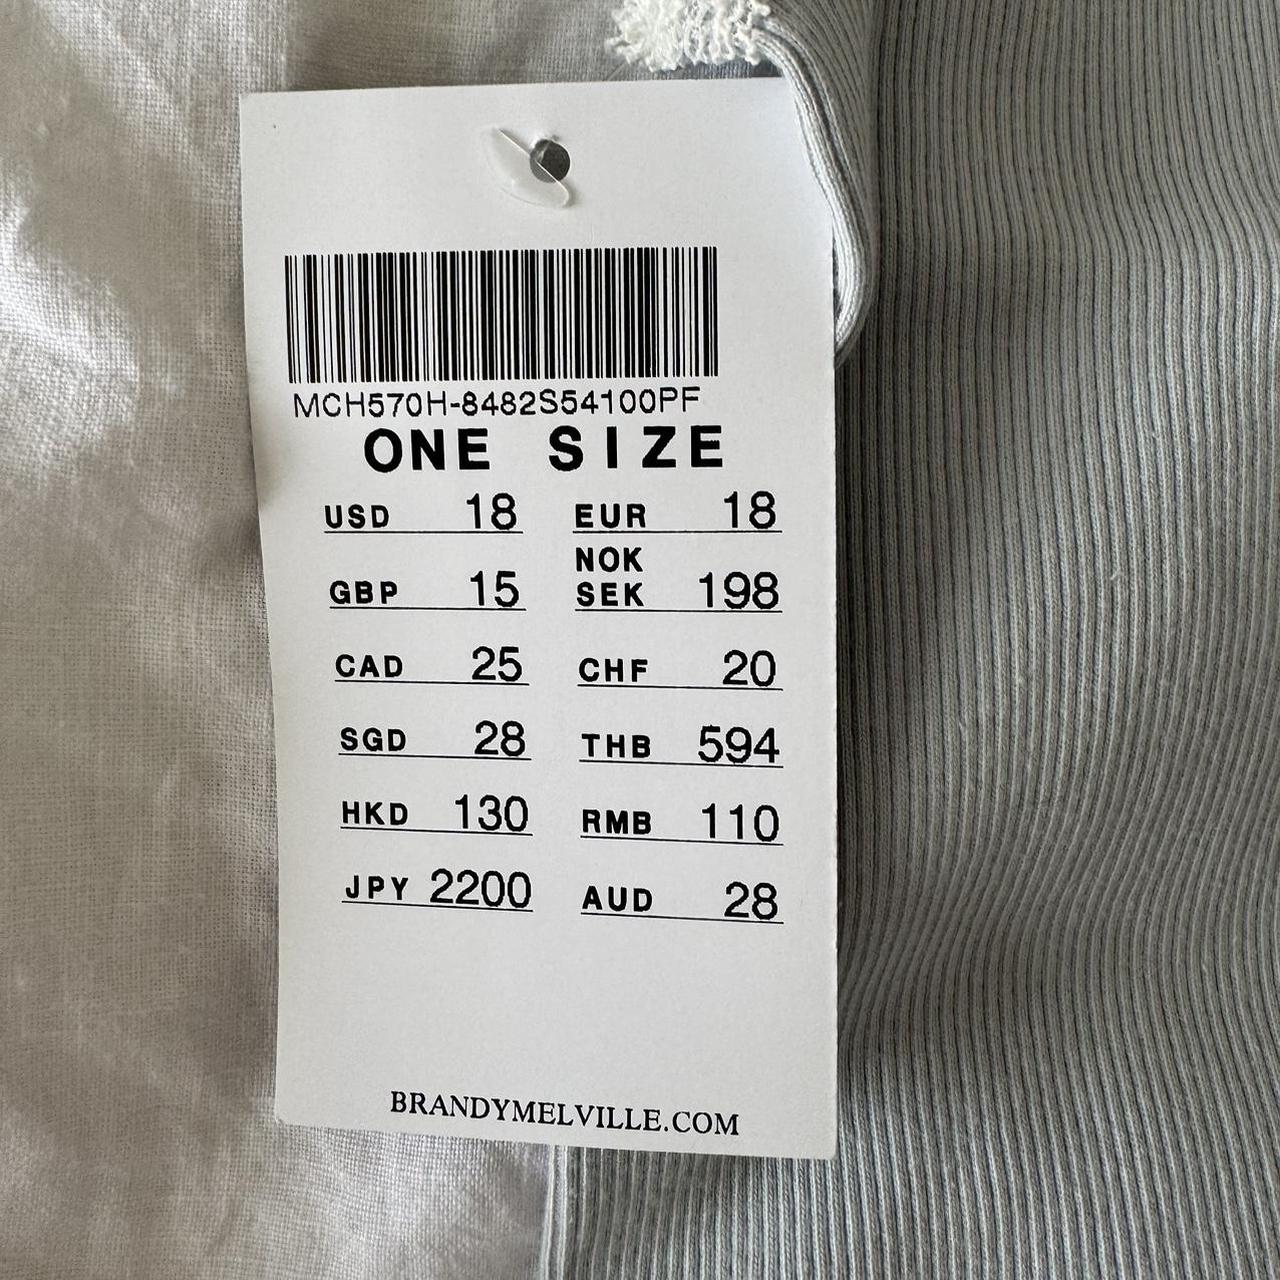 MCH570H-8482S54100PF
ONE SIZE
USD 18 EUR 18
NOK
GBP 15 SEK 198
CAD 25 CHF 20
SGD 28 THB 594
HKD 130 RMB 110
JPY 2200 AUD 28
BRANDYMELVILLE.COM